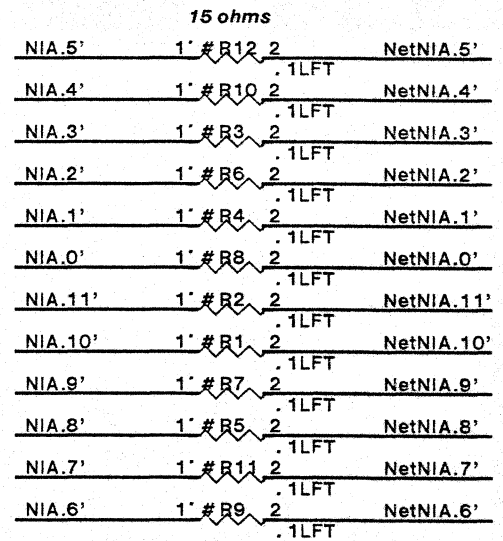 15 ohms
NIA.5' 1' #R12 2 NetNIA.5'
.1LFT
NIA.4' 1' #R10 2 NetNIA.4'
.1LFT
NIA.3' 1' #R3 2 NetNIA.3'
.1LFT
NIA.2' 1' #R6 2 NetNIA.2'
.1LFT
NIA.1' 1' #R4 2 NetNIA.1'
.1LFT
NIA.0' 1' #R8 2 NetNIA.0'
.1LFT
NIA.11' 1' #R2 2 NetNIA.11'
.1LFT
NIA.10' 1' #R1 2 NetNIA.10'
.1LFT
NIA.9' 1' #R7 2 NetNIA.9'
.1LFT
NIA.8' 1' #R5 2 NetNIA.8'
.1LFT
NIA.7' 1' #R11 2 NetNIA.7'
.1LFT
NIA.6' 1' #R9 2 NetNIA.6'
.1LFT